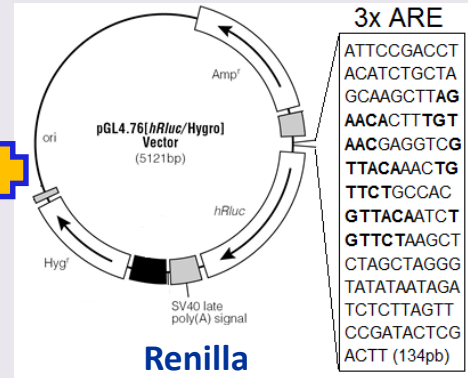 3x ARE
Ampʳ
ori
pGL4.76[hRluc/Hygro]
Vector
(5121bp)
hRluc
Hygʳ
SV40 late
poly(A) signal
Renilla
ATTCCGACCT
ACATCTGCTA
GCAAGCTTAG
AACACTTTGT
AACGAGGTCG
TTACAAACTG
TTCTGCCAC
GTTACAATCT
GTTCTAAGCT
CTAGCTAGGG
TATATAATAGA
TCTCTTAGTT
CCGATACTCG
ACTT (134pb)